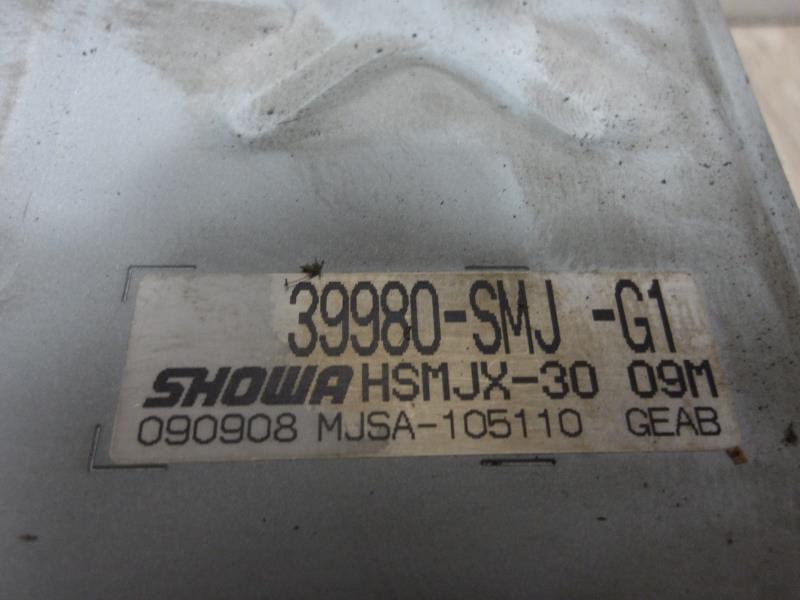 39980-SMJ -G1
SHOWA HSMJX-30 09M
090908 MJSA-105110 GEAB